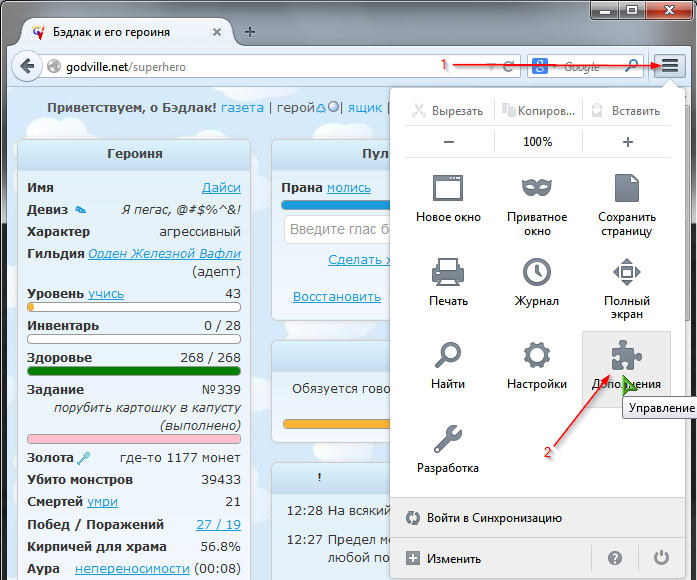 Бэдлак и его героиня
godville.net/superhero
1
Google
Приветствуем, о Бэдлак! газета | герой | ящик |
Героиня
Имя Дайси
Девиз Я пегас, @#$%^&!
Характер агрессивный
Гильдия Орден Железной Вафли
(адепт)
Уровень учись 43
Инвентарь 0 / 28
Здоровье 268 / 268
Задание №339
порубить картошку в капусту
(выполнено)
Золота где-то 1177 монет
Убито монстров 39433
Смертей умри 21
Побед / Поражений 27 / 19
Кирпичей для храма 56.8%
Аура непереносимости (00:08)
Пул
Прана молись
Введите глас б
Сделать х
Восстановить
Обязуется гово
!
12:28 На всякий
12:27 Предел мо
любой по
Вырезать Копиров... Вставить
− 100% +
Новое окно
Приватное
окно
Сохранить
страницу
Печать
Журнал
Полный
экран
Найти
Настройки
Дополнения
Управление
2
Разработка
Войти в Синхронизацию
Изменить
?